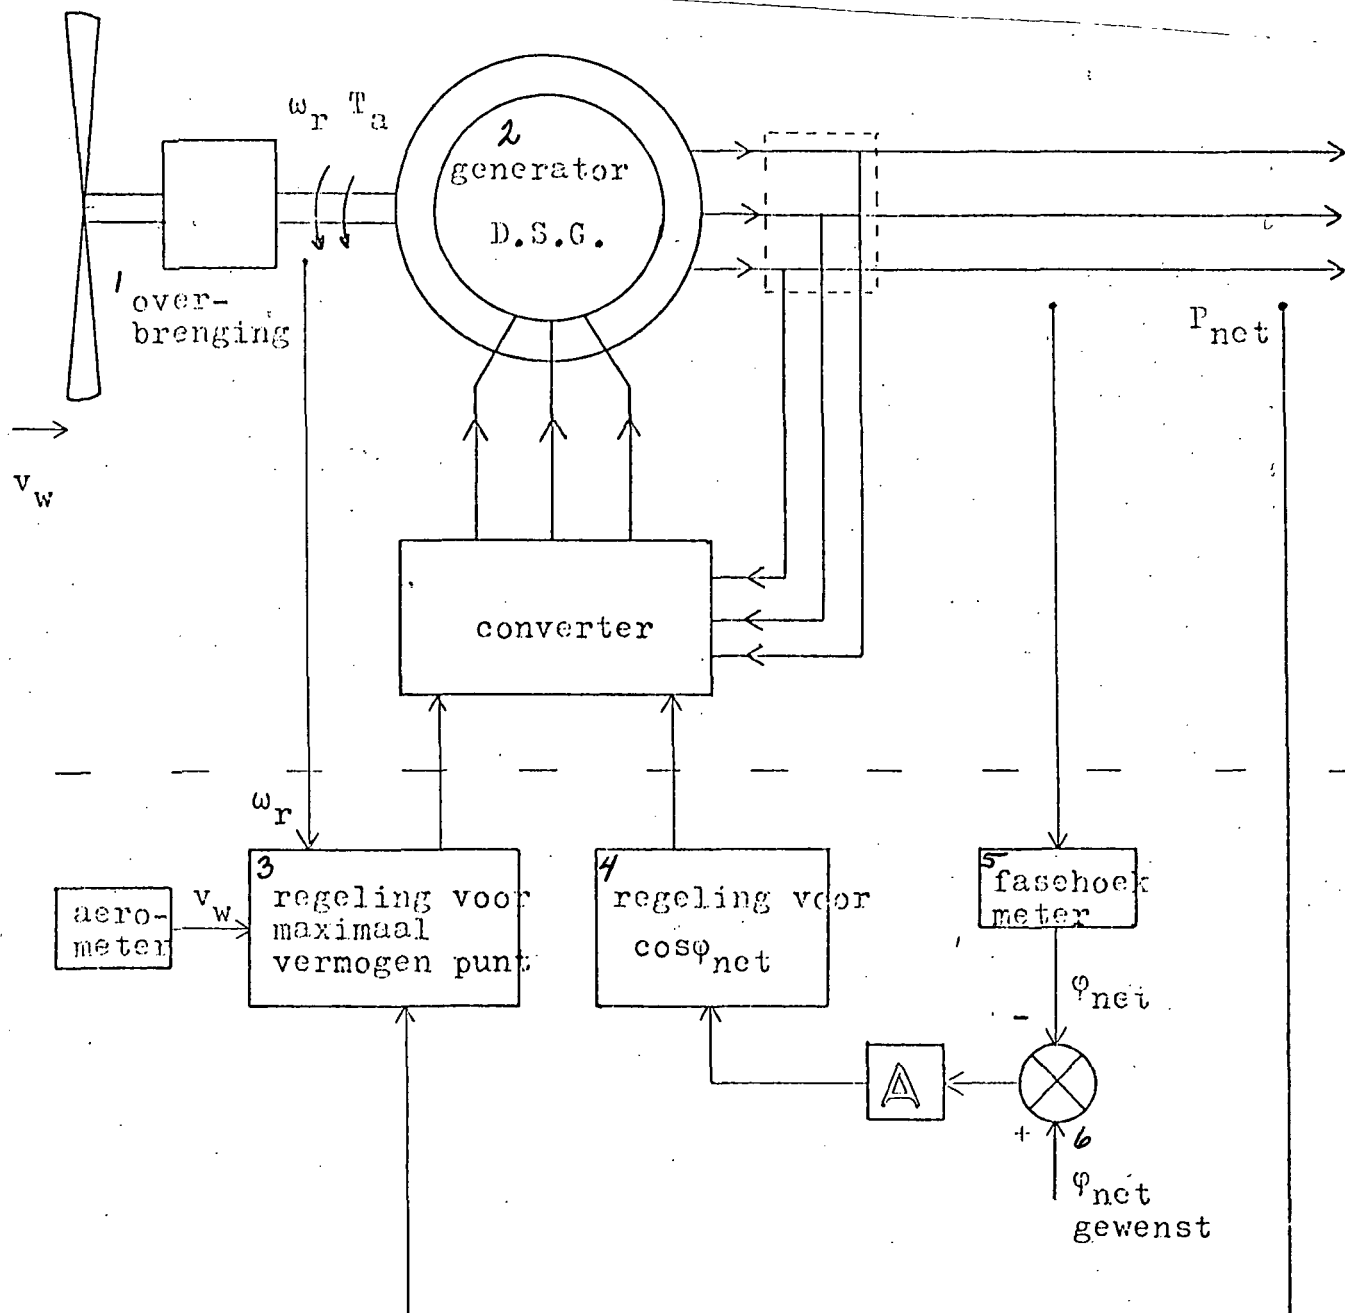 ω_r T_a
2
generator
D.S.G.
1
over-
brenging
P_net
v_w
converter
ω_r
3
regeling voor
maximaal
vermogen punt
4
regeling voor
cosφ_net
5
fasehoek
meter
aero-
meter
v_w
φ_net
-
A
+
6
φ_net
gewenst